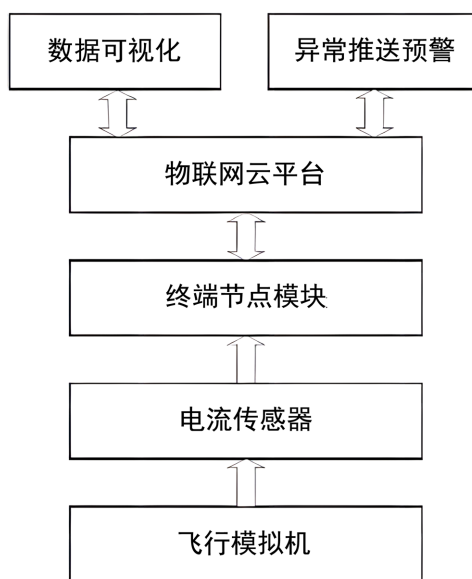 数据可视化
异常推送预警
物联网云平台
终端节点模块
电流传感器
飞行模拟机